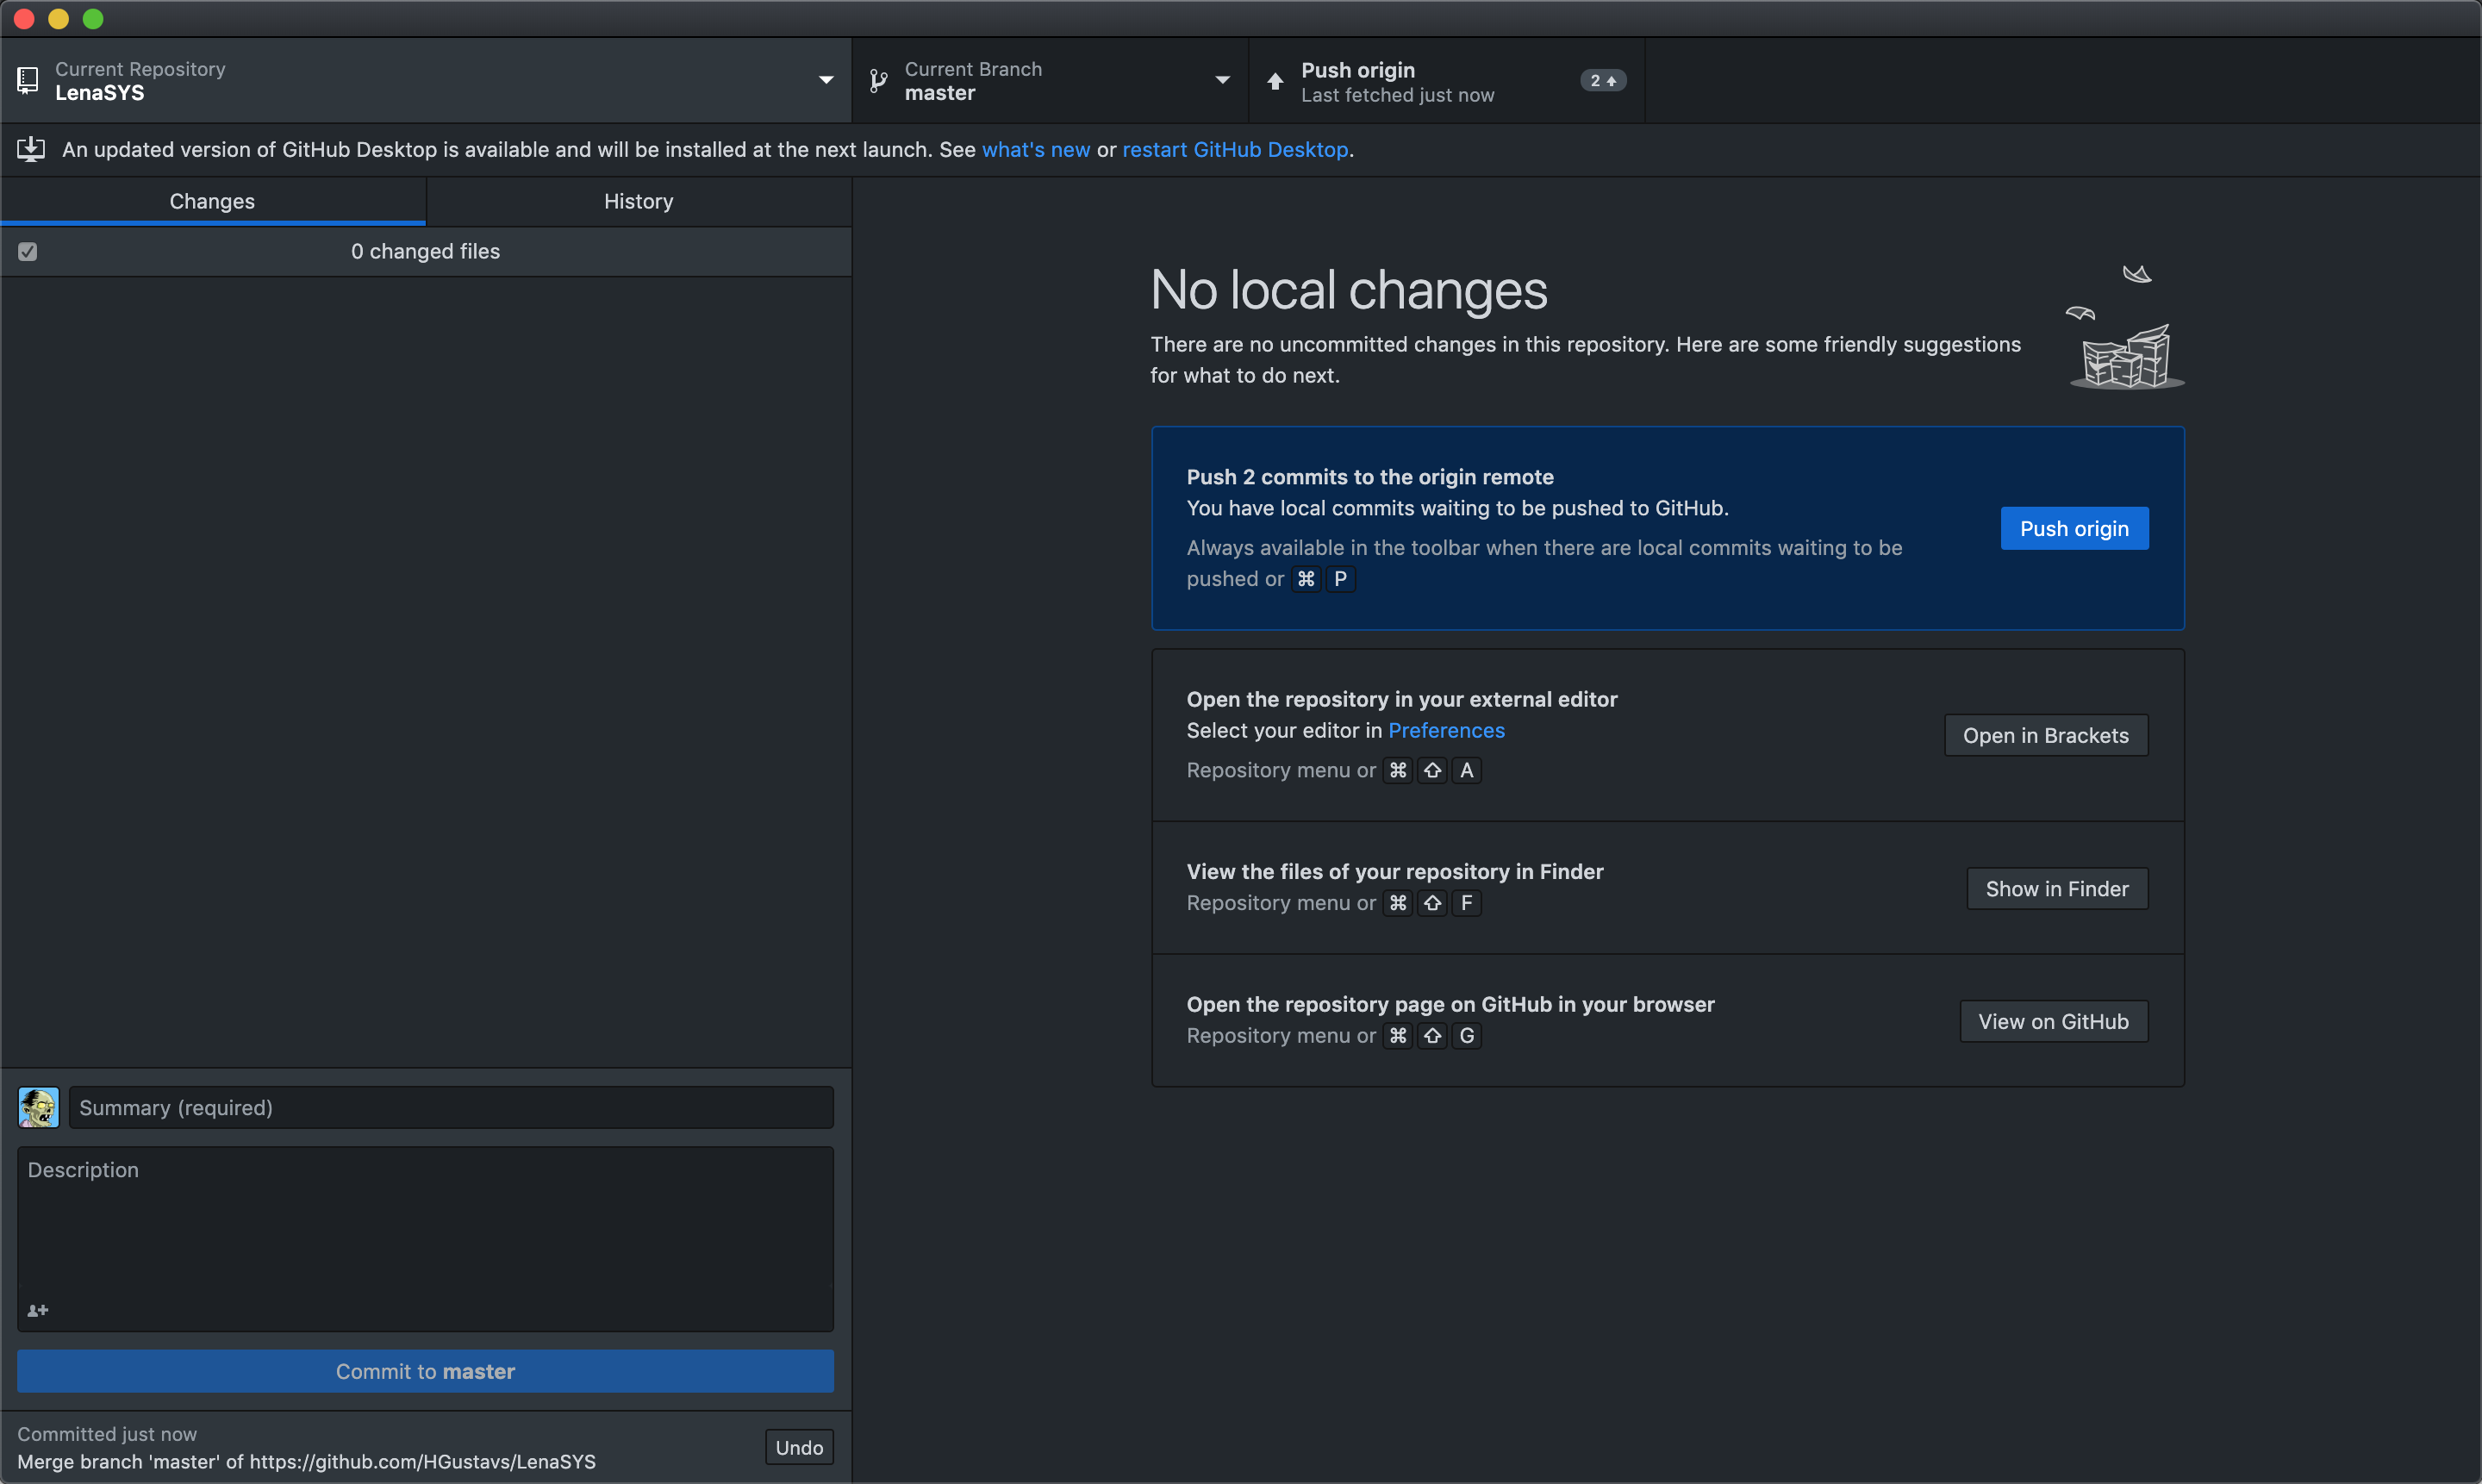 Current Repository
LenaSYS
Current Branch
master
Push origin
Last fetched just now
2
An updated version of GitHub Desktop is available and will be installed at the next launch. See what's new or restart GitHub Desktop.
Changes
History
0 changed files
No local changes
There are no uncommitted changes in this repository. Here are some friendly suggestions
for what to do next.
Push 2 commits to the origin remote
You have local commits waiting to be pushed to GitHub.
Always available in the toolbar when there are local commits waiting to be
pushed or ⌘ P
Push origin
Open the repository in your external editor
Select your editor in Preferences
Repository menu or ⌘ ⇧ A
Open in Brackets
View the files of your repository in Finder
Repository menu or ⌘ ⇧ F
Show in Finder
Open the repository page on GitHub in your browser
Repository menu or ⌘ ⇧ G
View on GitHub
Summary (required)
Description
Commit to master
Committed just now
Merge branch 'master' of https://github.com/HGustavs/LenaSYS
Undo